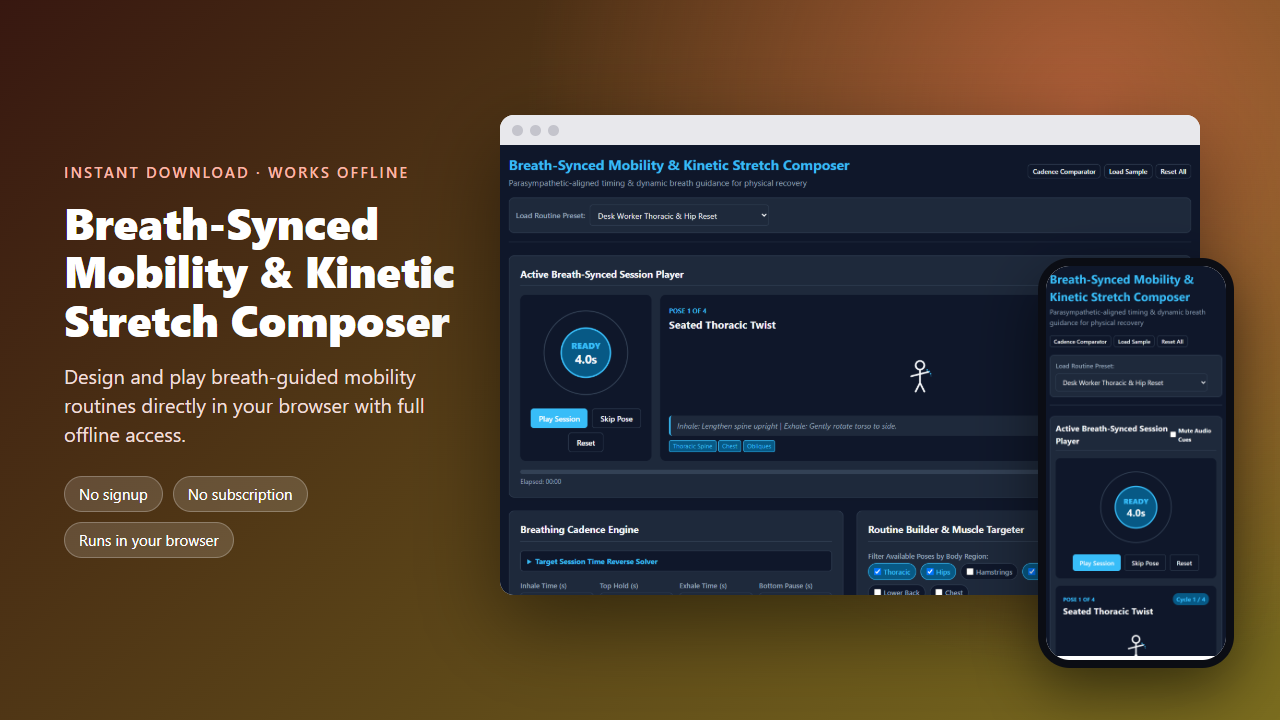 INSTANT DOWNLOAD · WORKS OFFLINE
Breath-Synced
Mobility & Kinetic
Stretch Composer
Design and play breath-guided mobility
routines directly in your browser with full
offline access.
No signup
No subscription
Runs in your browser
Breath-Synced Mobility & Kinetic Stretch Composer
Parasympathetic-aligned timing & dynamic breath guidance for physical recovery
Cadence Comparator
Load Sample
Reset All
Load Routine Preset:
Desk Worker Thoracic & Hip Reset
Active Breath-Synced Session Player
READY
4.0s
Play Session
Skip Pose
Reset
POSE 1 OF 4
Seated Thoracic Twist
Inhale: Lengthen spine upright | Exhale: Gently rotate torso to side.
Thoracic Spine
Chest
Obliques
Elapsed: 00:00
Breathing Cadence Engine
Target Session Time Reverse Solver
Inhale Time (s)
Top Hold (s)
Exhale Time (s)
Bottom Pause (s)
Routine Builder & Muscle Targeter
Filter Available Poses by Body Region:
Thoracic
Hips
Hamstrings
Lower Back
Chest
Breath-Synced Mobility &
Kinetic Stretch Composer
Parasympathetic-aligned timing & dynamic breath
guidance for physical recovery
Cadence Comparator
Load Sample
Reset All
Load Routine Preset:
Desk Worker Thoracic & Hip Reset
Active Breath-Synced Session
Player
Mute Audio
Cues
READY
4.0s
Play Session
Skip Pose
Reset
POSE 1 OF 4
Cycle 1 / 4
Seated Thoracic Twist